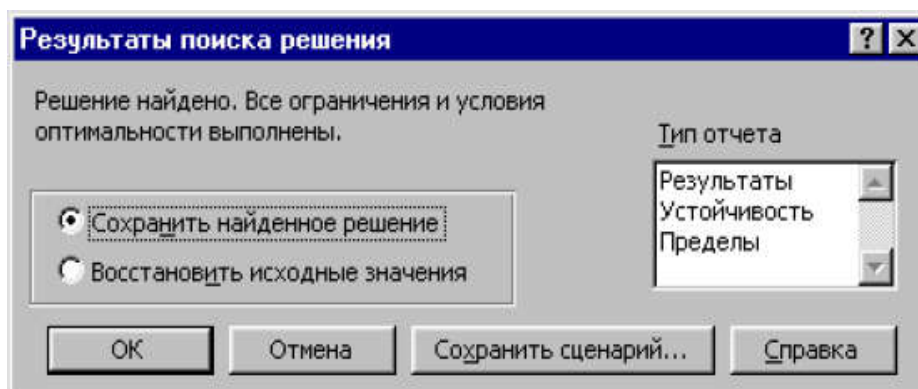 Результаты поиска решения
Решение найдено. Все ограничения и условия
оптимальности выполнены.
Тип отчета
Результаты
Устойчивость
Пределы
Сохранить найденное решение
Восстановить исходные значения
ОК
Отмена
Сохранить сценарий...
Справка